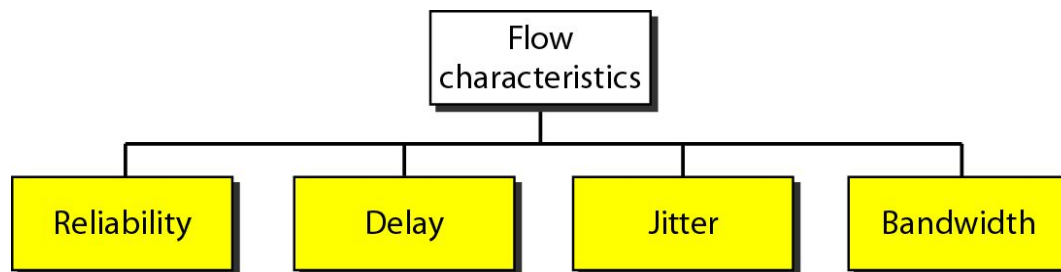 Flow
characteristics
Reliability
Delay
Jitter
Bandwidth